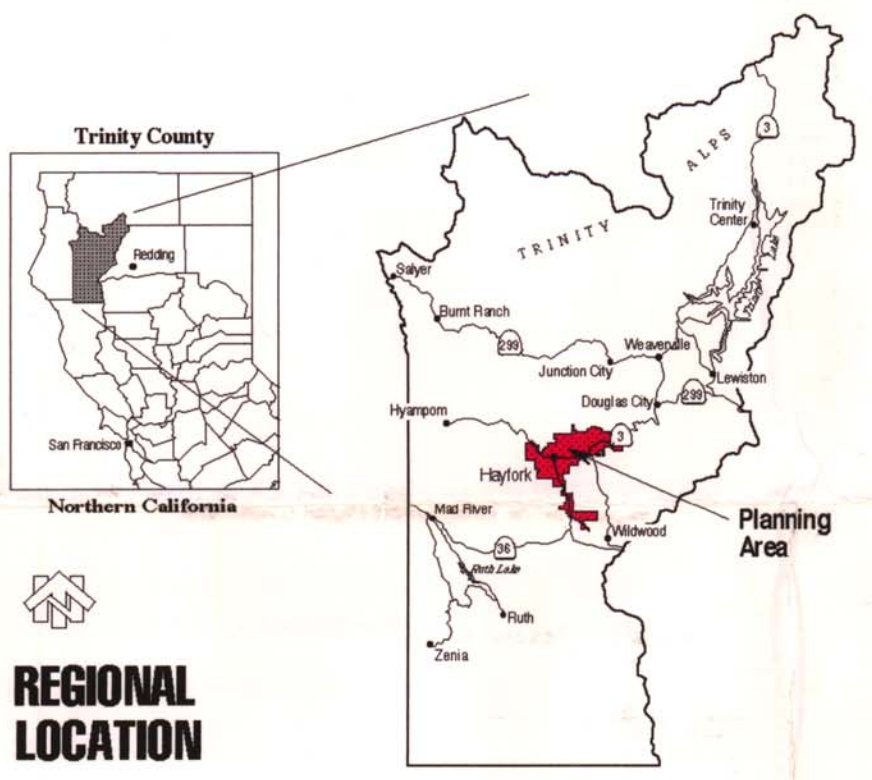 Trinity County
Redding
San Francisco
Northern California
REGIONAL
LOCATION
TRINITY ALPS
3
Trinity
Center
Trinity Lake
Salyer
Burnt Ranch
299
Weaverville
Junction City
Lewiston
Douglas City
299
Hyampom
3
Hayfork
Mad River
Wildwood
Planning
Area
36
Ruth Lake
Ruth
Zenia